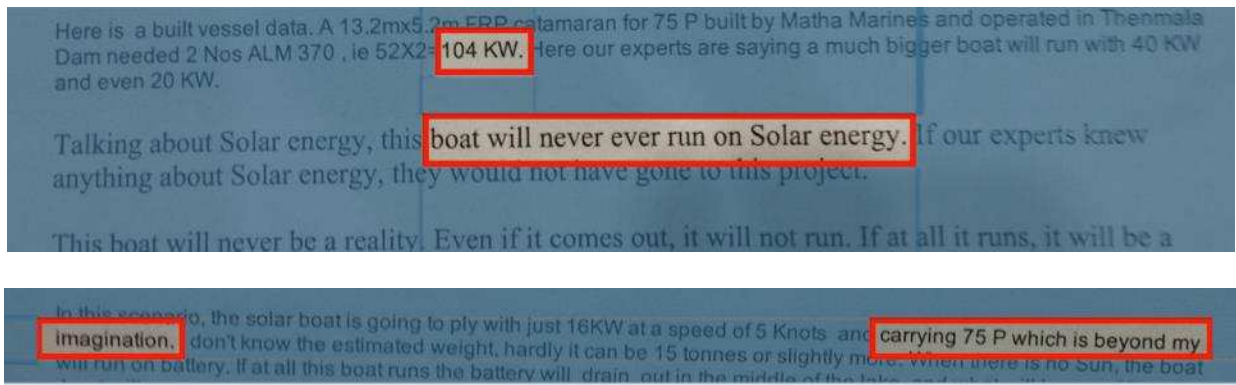 Here is a built vessel data. A 13.2mx5.2m FRP catamaran for 75 P built by Matha Marines and operated in Thenmala
Dam needed 2 Nos ALM 370 , ie 52X2= 104 KW. Here our experts are saying a much bigger boat will run with 40 KW
and even 20 KW.
Talking about Solar energy, this boat will never ever run on Solar energy. If our experts knew
anything about Solar energy, they would not have gone to this project.
This boat will never be a reality. Even if it comes out, it will not run. If at all it runs, it will be a
In this scenario, the solar boat is going to ply with just 16KW at a speed of 5 Knots and carrying 75 P which is beyond my
imagination. don't know the estimated weight, hardly it can be 15 tonnes or slightly more. When there is no Sun, the boat
will run on battery. If at all this boat runs the battery will drain out in the middle of the lake